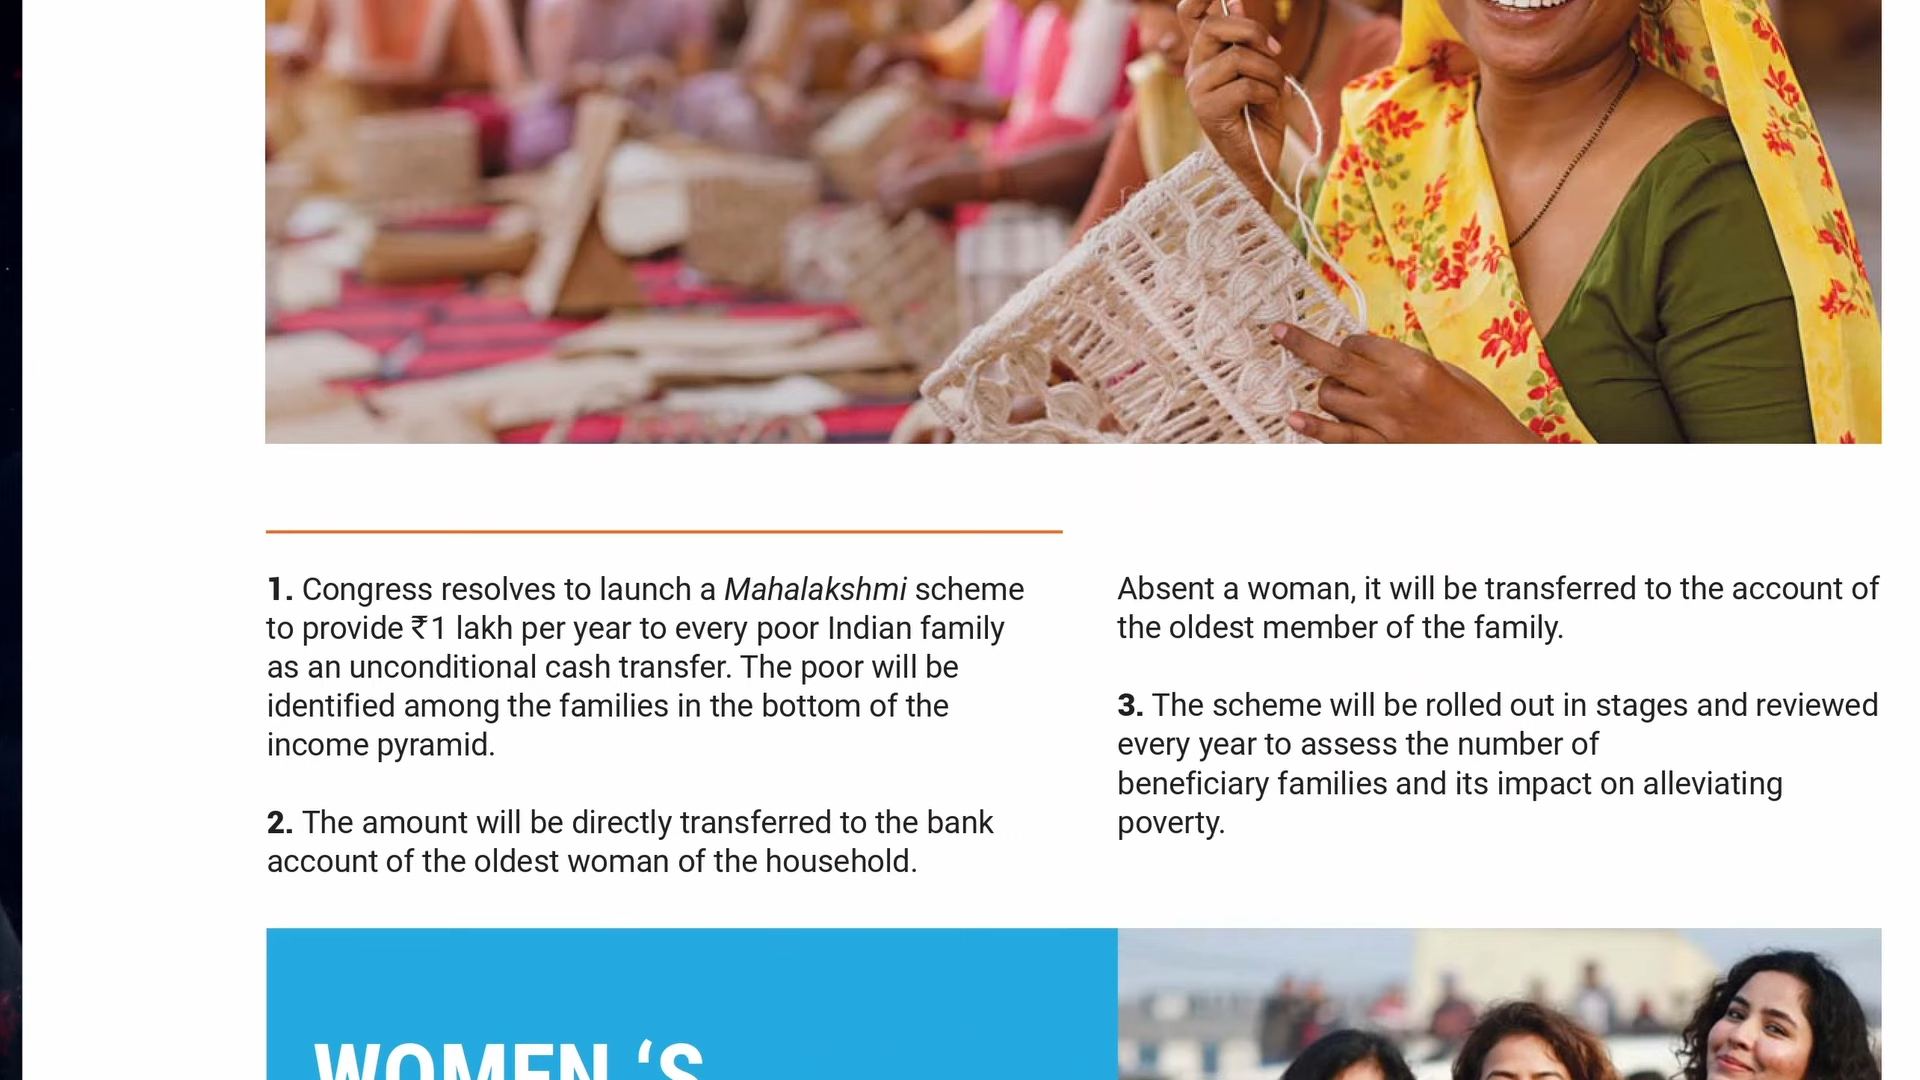 1. Congress resolves to launch a Mahalakshmi scheme
to provide ₹1 lakh per year to every poor Indian family
as an unconditional cash transfer. The poor will be
identified among the families in the bottom of the
income pyramid.
2. The amount will be directly transferred to the bank
account of the oldest woman of the household.
Absent a woman, it will be transferred to the account of
the oldest member of the family.
3. The scheme will be rolled out in stages and reviewed
every year to assess the number of
beneficiary families and its impact on alleviating
poverty.
WOMEN ‘S